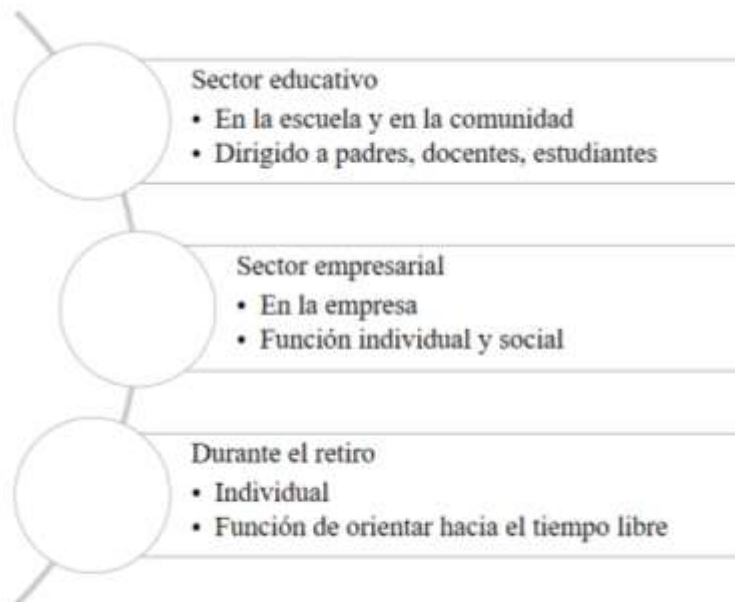 Sector educativo
• En la escuela y en la comunidad
• Dirigido a padres, docentes, estudiantes
Sector empresarial
• En la empresa
• Función individual y social
Durante el retiro
• Individual
• Función de orientar hacia el tiempo libre